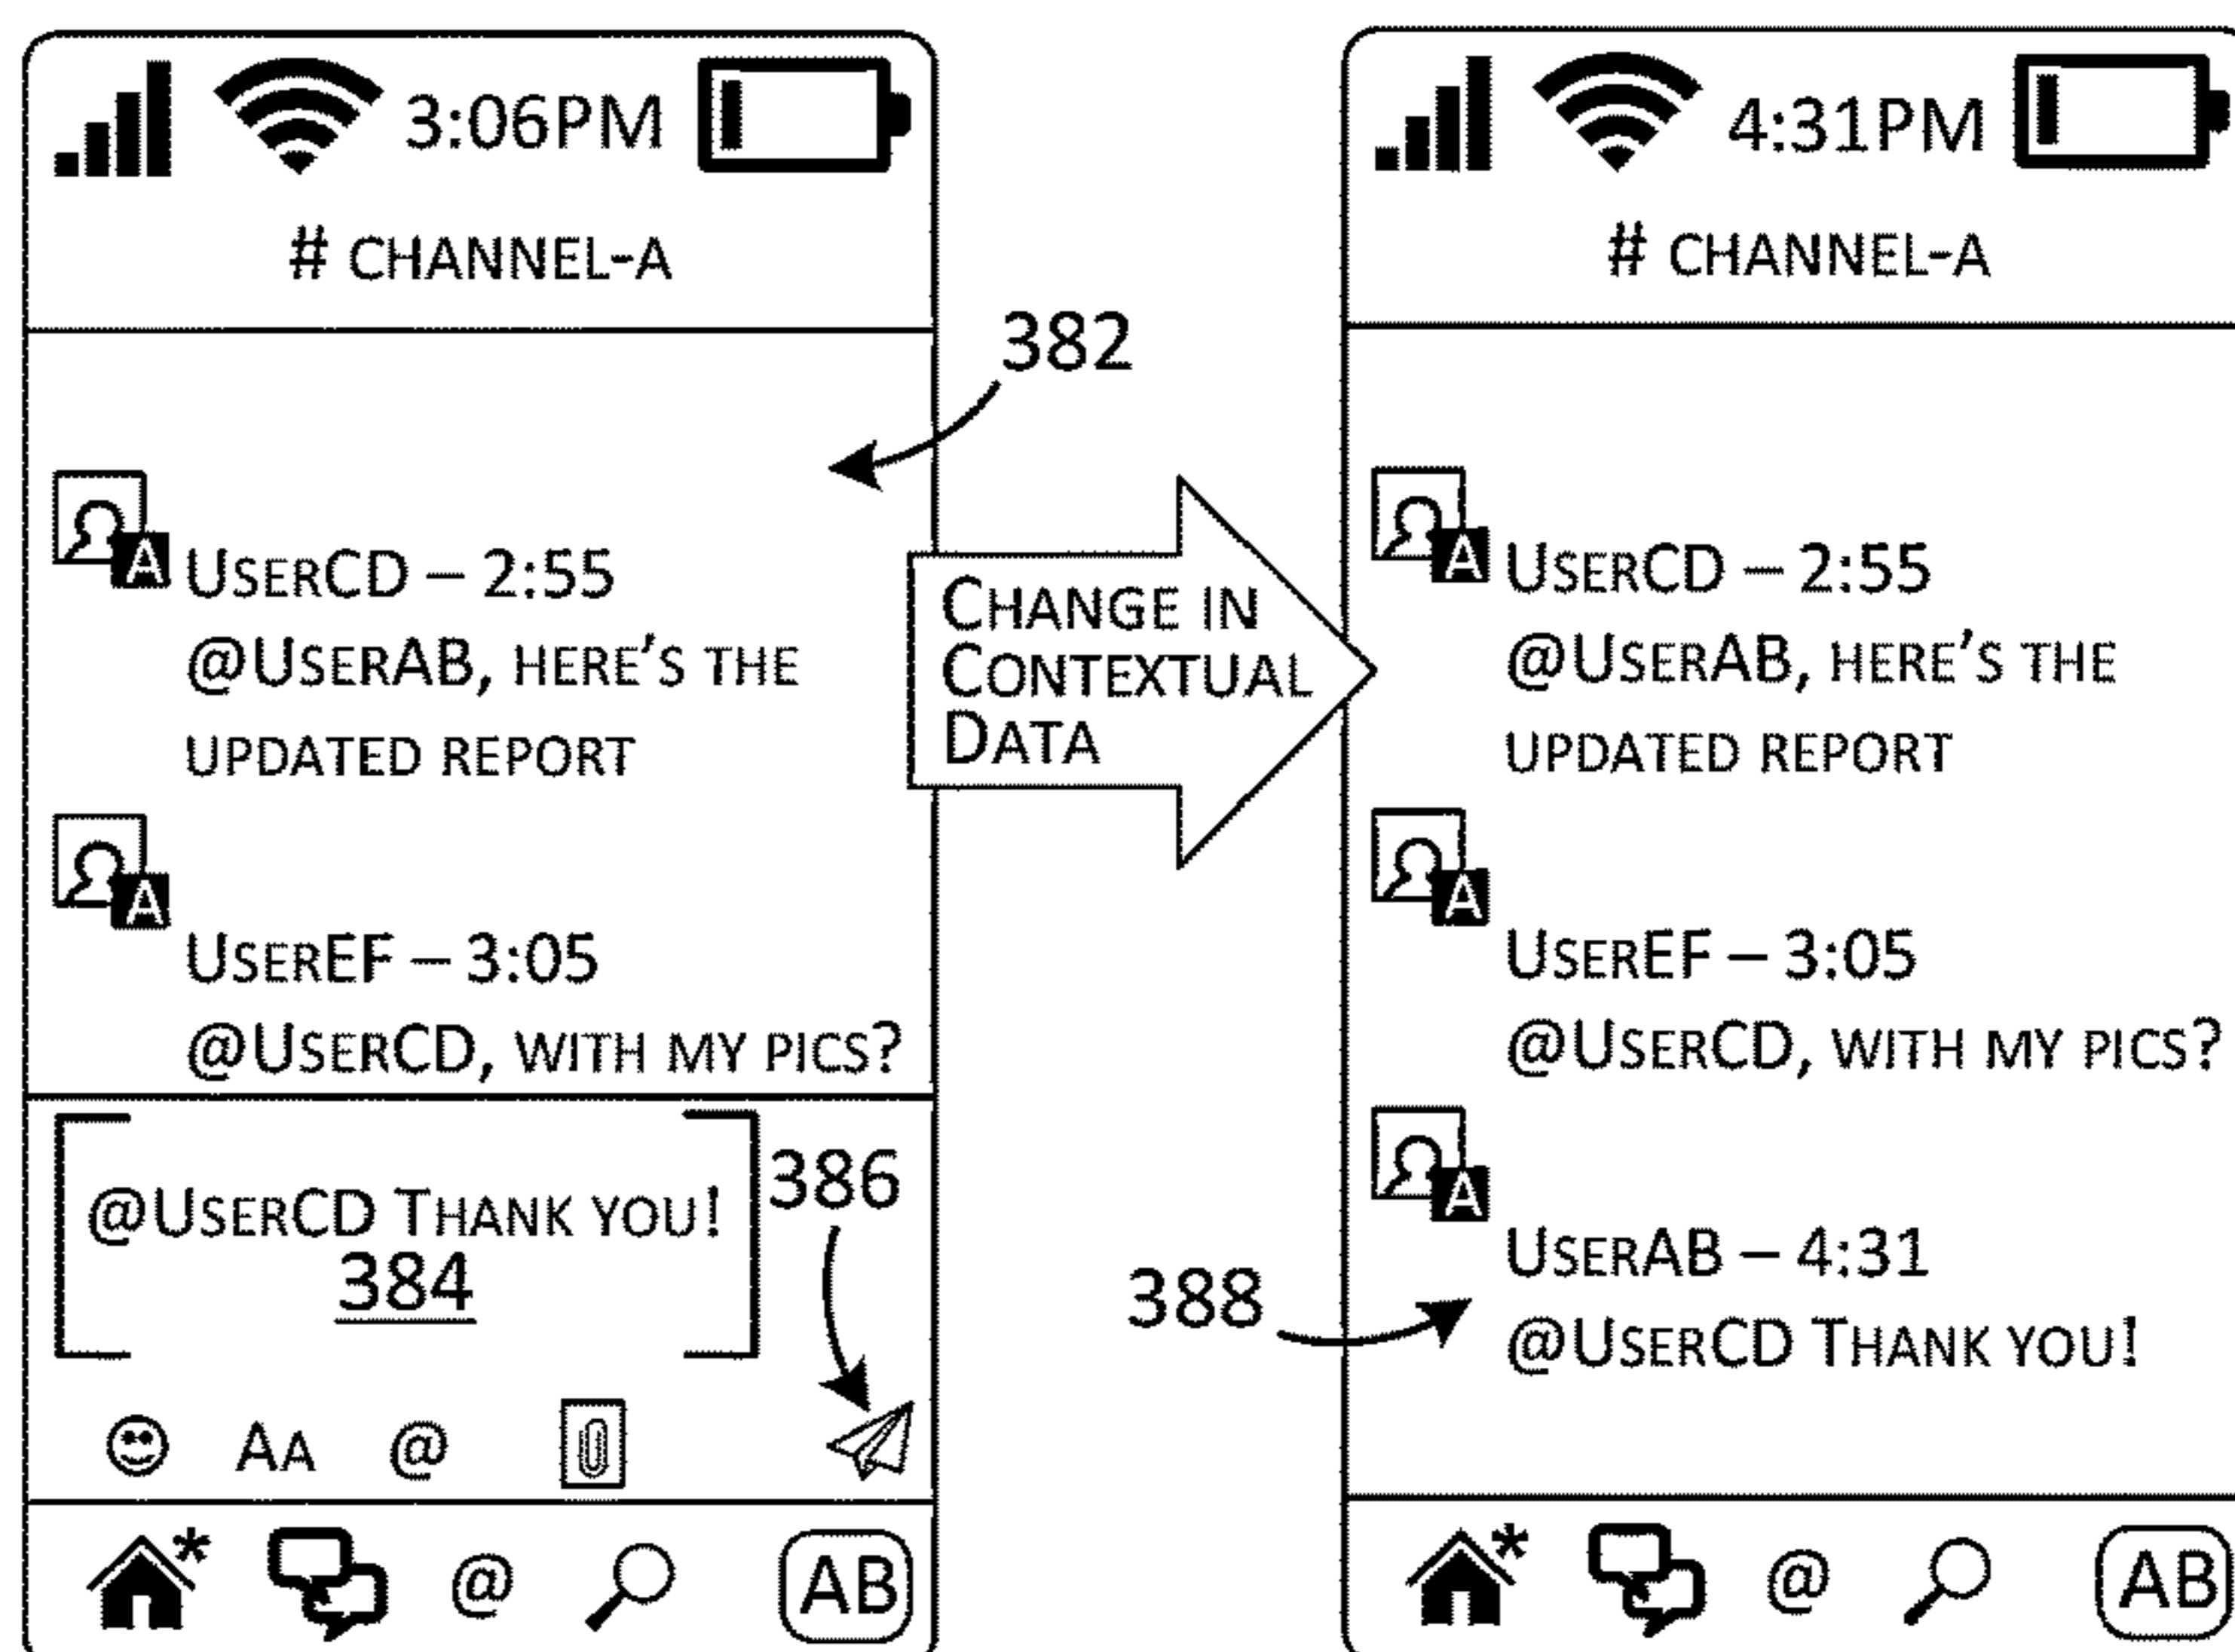 3:06PM
# CHANNEL-A
382
A
USERCD – 2:55
@USERAB, HERE'S THE
UPDATED REPORT
A
USEREF – 3:05
@USERCD, WITH MY PICS?
@USERCD THANK YOU!
384
386
AA @
@ AB
CHANGE IN
CONTEXTUAL
DATA
4:31PM
# CHANNEL-A
A
USERCD – 2:55
@USERAB, HERE'S THE
UPDATED REPORT
A
USEREF – 3:05
@USERCD, WITH MY PICS?
A
USERAB – 4:31
388
@USERCD THANK YOU!
* @ AB